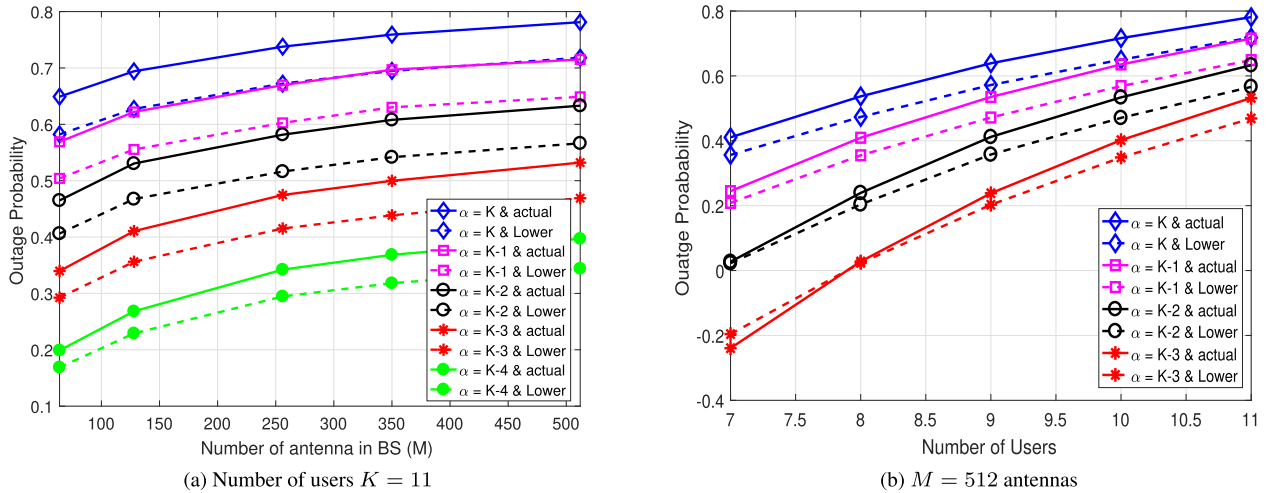 0.8
0.7
0.6
0.5
0.4
0.3
0.2
0.1
Outage Probability
100 150 200 250 300 350 400 450 500
Number of antenna in BS (M)
α = K & actual
α = K & Lower
α = K-1 & actual
α = K-1 & Lower
α = K-2 & actual
α = K-2 & Lower
α = K-3 & actual
α = K-3 & Lower
α = K-4 & actual
α = K-4 & Lower
(a) Number of users K = 11
0.8
0.6
0.4
0.2
0
-0.2
-0.4
Ouatge Proabability
7 7.5 8 8.5 9 9.5 10 10.5 11
Number of Users
α = K & actual
α = K & Lower
α = K-1 & actual
α = K-1 & Lower
α = K-2 & actual
α = K-2 & Lower
α = K-3 & actual
α = K-3 & Lower
(b) M = 512 antennas